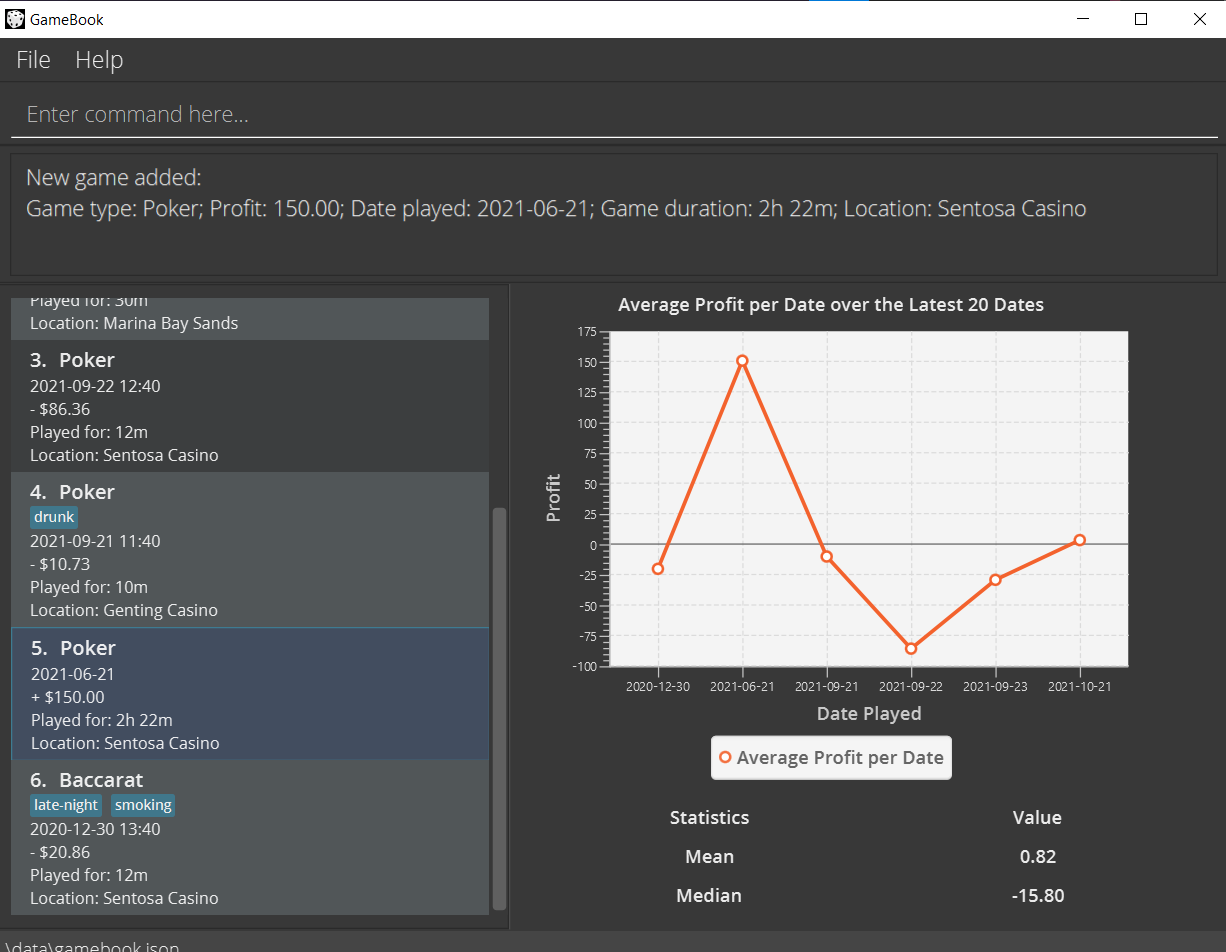 GameBook
File Help
Enter command here...
New game added:
Game type: Poker; Profit: 150.00; Date played: 2021-06-21; Game duration: 2h 22m; Location: Sentosa Casino
Played for: 30m
Location: Marina Bay Sands
3. Poker
2021-09-22 12:40
- $86.36
Played for: 12m
Location: Sentosa Casino
4. Poker
drunk
2021-09-21 11:40
- $10.73
Played for: 10m
Location: Genting Casino
5. Poker
2021-06-21
+ $150.00
Played for: 2h 22m
Location: Sentosa Casino
6. Baccarat
late-night smoking
2020-12-30 13:40
- $20.86
Played for: 12m
Location: Sentosa Casino
Average Profit per Date over the Latest 20 Dates
175
150
125
100
75
50
25
0
-25
-50
-75
-100
Profit
2020-12-30 2021-06-21 2021-09-21 2021-09-22 2021-09-23 2021-10-21
Date Played
Average Profit per Date
Statistics Value
Mean 0.82
Median -15.80
\data\gamebook.json